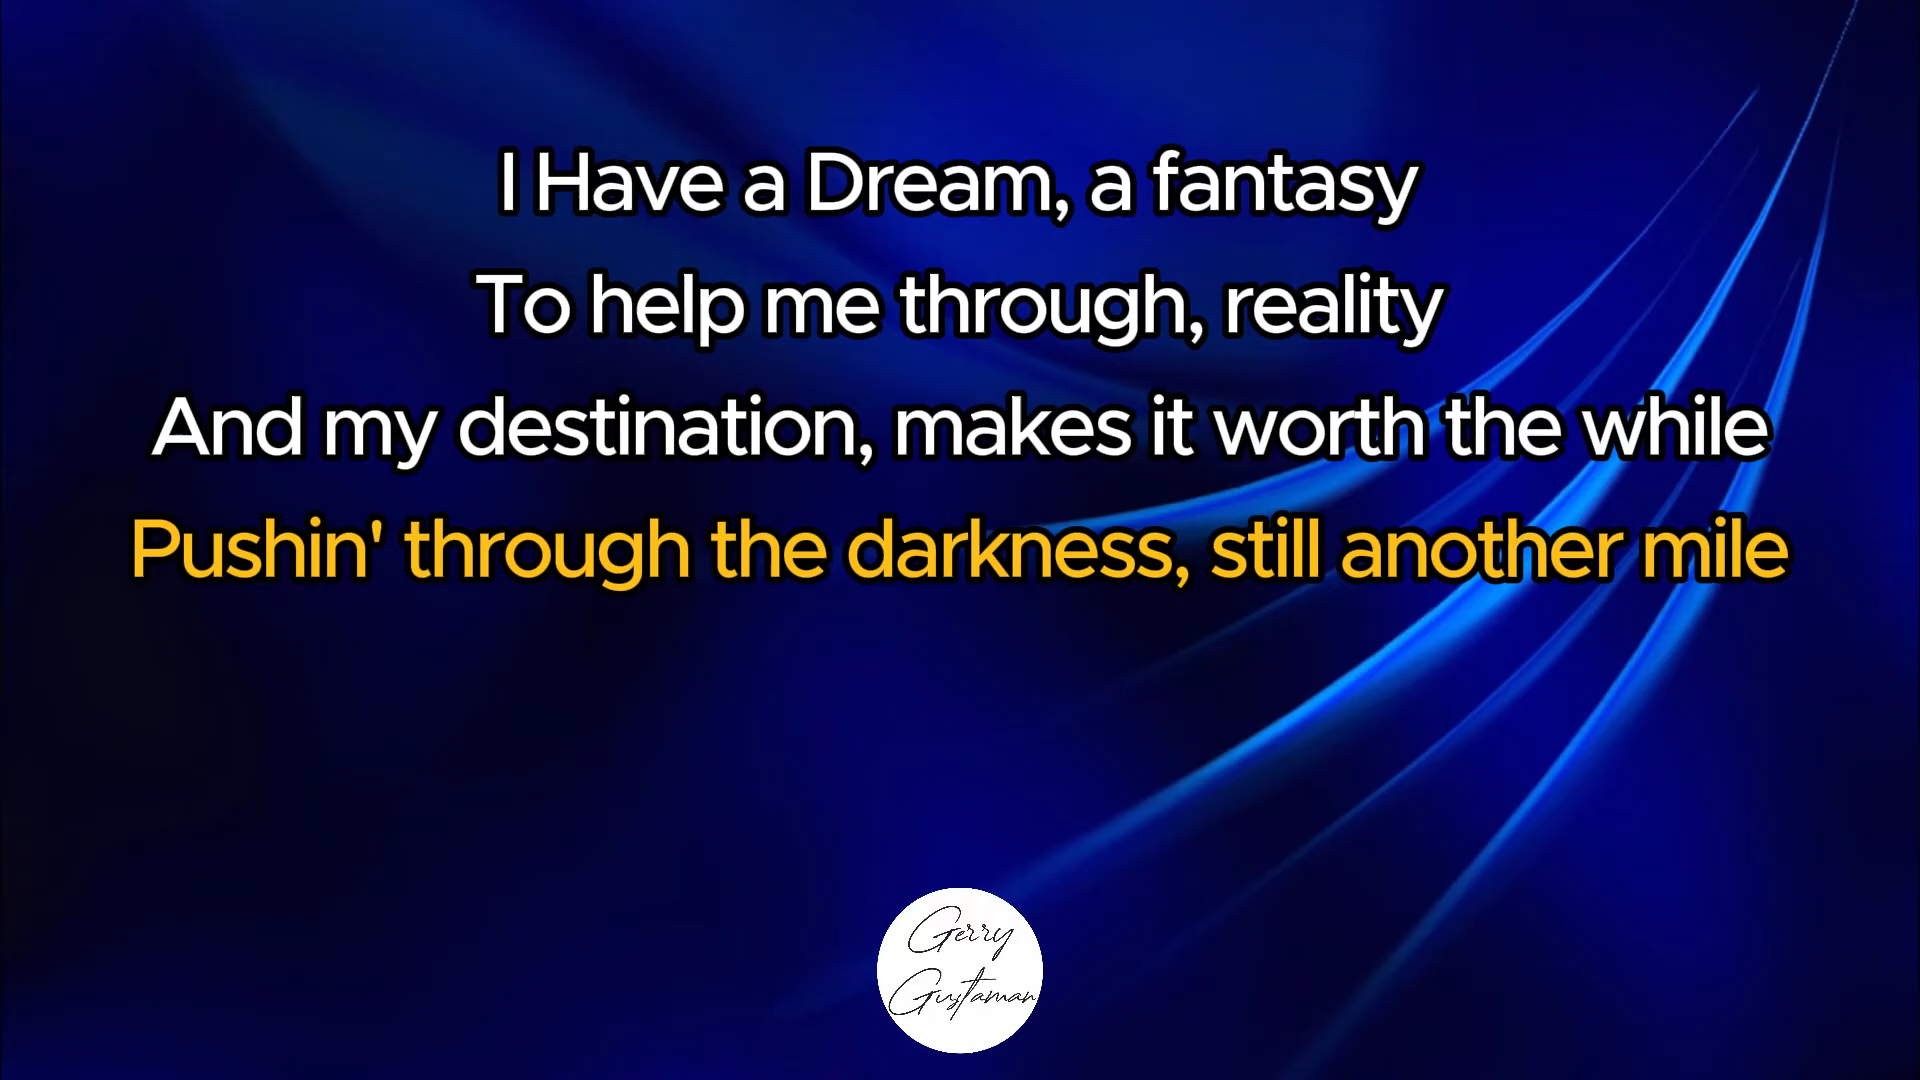 I Have a Dream, a fantasy
To help me through, reality
And my destination, makes it worth the while
Pushin' through the darkness, still another mile
Gerry
Gustaman